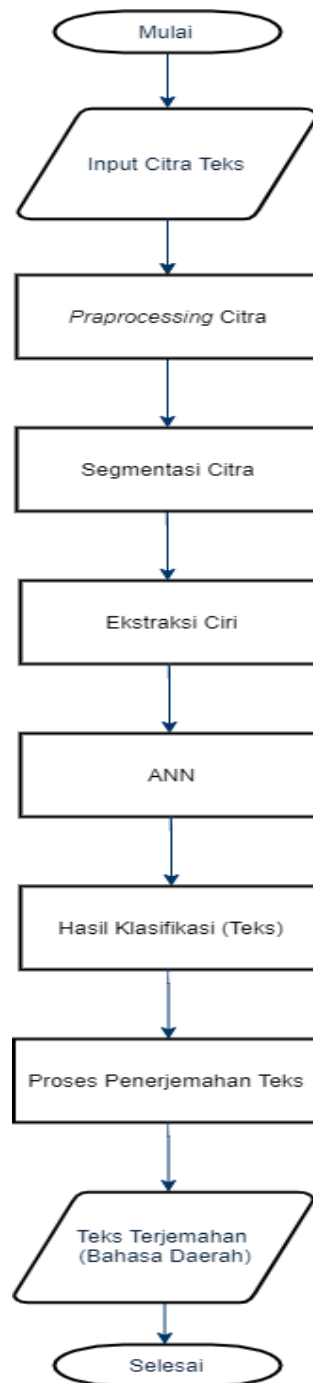 Mulai
Input Citra Teks
Praprocessing Citra
Segmentasi Citra
Ekstraksi Ciri
ANN
Hasil Klasifikasi (Teks)
Proses Penerjemahan Teks
Teks Terjemahan
(Bahasa Daerah)
Selesai